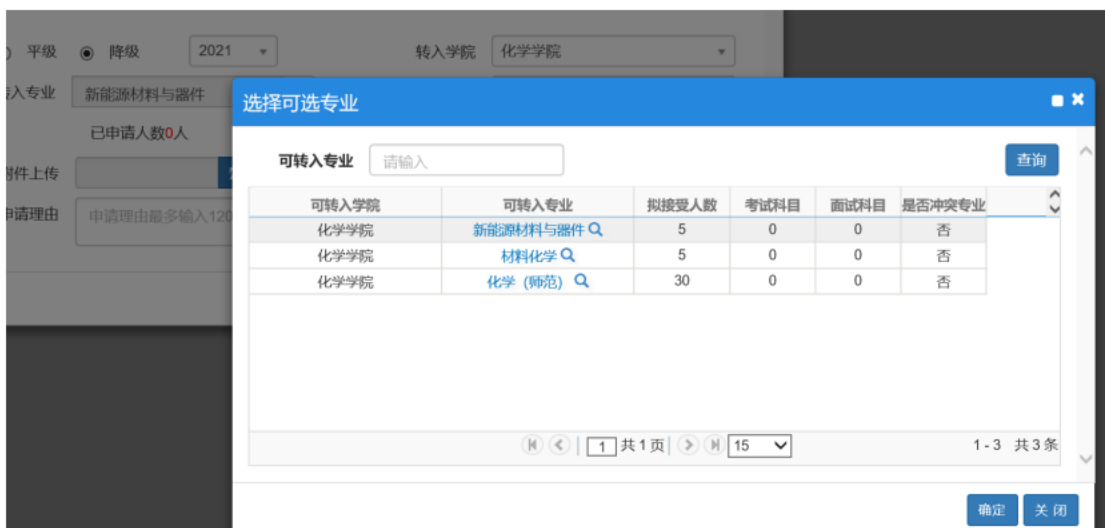 平级 降级 2021 转入学院 化学学院
入专业 新能源材料与器件
已申请人数0人
附件上传
申请理由 申请理由最多输入120
选择可选专业
可转入专业 请输入 查询
可转入学院 可转入专业 拟接受人数 考试科目 面试科目 是否冲突专业
化学学院 新能源材料与器件 5 0 0 否
化学学院 材料化学 5 0 0 否
化学学院 化学（师范） 30 0 0 否
1 共1页 15 1-3 共3条
确定 关闭